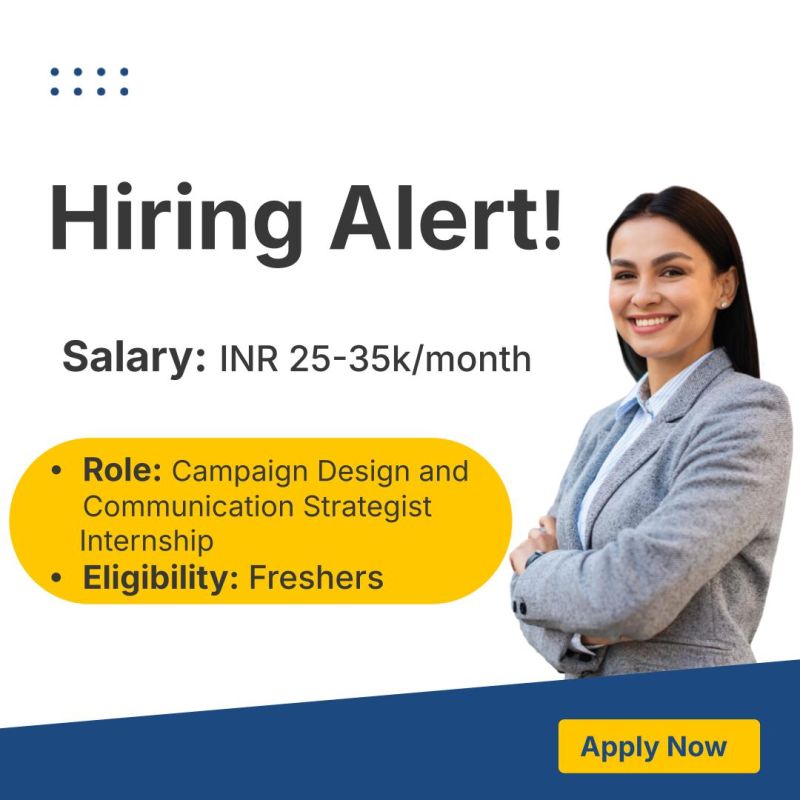 Hiring Alert!
Salary: INR 25-35k/month
• Role: Campaign Design and
Communication Strategist
Internship
• Eligibility: Freshers
Apply Now